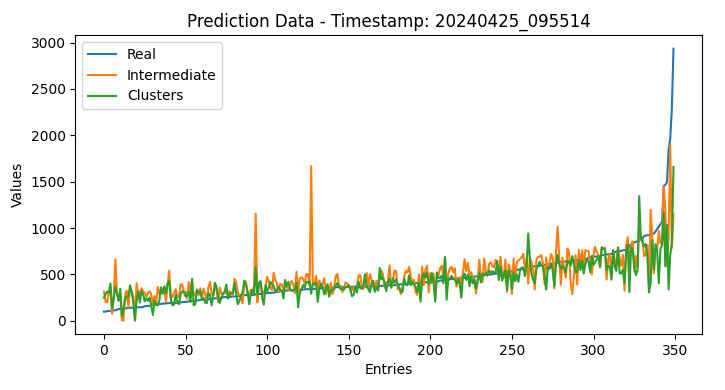 Prediction Data - Timestamp: 20240425_095514
Real
Intermediate
Clusters
3000
2500
2000
1500
1000
500
0
Values
0
50
100
150
200
250
300
350
Entries